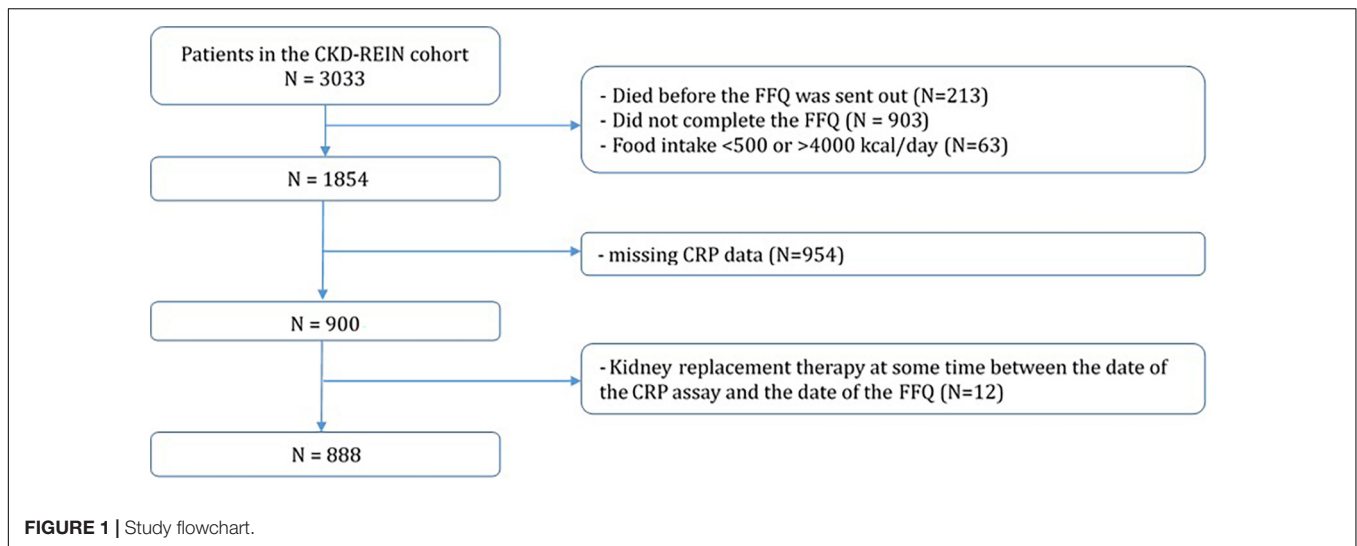 Patients in the CKD-REIN cohort
N = 3033
- Died before the FFQ was sent out (N=213)
- Did not complete the FFQ (N = 903)
- Food intake <500 or >4000 kcal/day (N=63)
N = 1854
- missing CRP data (N=954)
N = 900
- Kidney replacement therapy at some time between the date of
the CRP assay and the date of the FFQ (N=12)
N = 888
FIGURE 1 | Study flowchart.